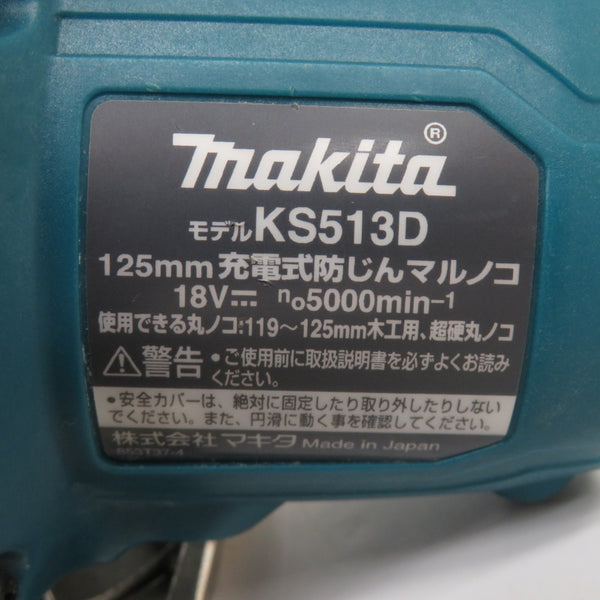 makita®
モデル KS513D
125mm 充電式防じんマルノコ
18V⎓ n₀5000min⁻¹
使用できる丸ノコ:119～125mm木工用、超硬丸ノコ
⚠警告 ●ご使用前に取扱説明書を必ずよくお読み
ください。
●安全カバーは、絶対に固定したり取り外したりしない
でください。また、円滑に動く事を確認してください。
株式会社マキタ Made in Japan
853T37-4